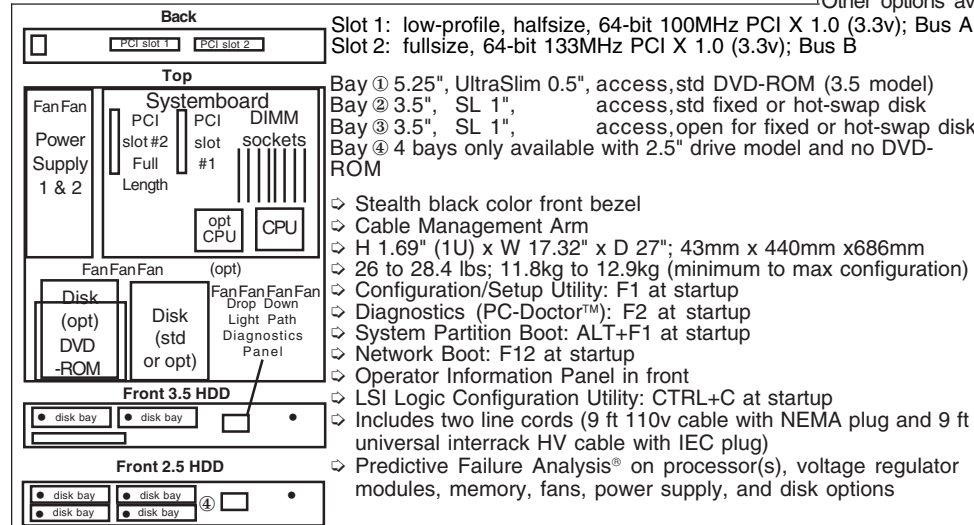 Other options av
Back
PCI slot 1 PCI slot 2
Slot 1: low-profile, halfsize, 64-bit 100MHz PCI X 1.0 (3.3v); Bus A
Slot 2: fullsize, 64-bit 133MHz PCI X 1.0 (3.3v); Bus B
Top
Fan Fan
Power
Supply
1 & 2
Systemboard
PCI
slot #2
Full
Length
PCI
slot
#1
DIMM
sockets
opt
CPU
CPU
Fan Fan Fan
(opt)
Fan Fan Fan Fan
Disk
(opt)
DVD
-ROM
Disk
(std
or opt)
Drop Down
Light Path
Diagnostics
Panel
Bay ① 5.25", UltraSlim 0.5", access, std DVD-ROM (3.5 model)
Bay ② 3.5", SL 1", access, std fixed or hot-swap disk
Bay ③ 3.5", SL 1", access, open for fixed or hot-swap disk
Bay ④ 4 bays only available with 2.5" drive model and no DVD-
ROM
➪ Stealth black color front bezel
➪ Cable Management Arm
➪ H 1.69" (1U) x W 17.32" x D 27"; 43mm x 440mm x686mm
➪ 26 to 28.4 lbs; 11.8kg to 12.9kg (minimum to max configuration)
➪ Configuration/Setup Utility: F1 at startup
➪ Diagnostics (PC-Doctor™): F2 at startup
➪ System Partition Boot: ALT+F1 at startup
➪ Network Boot: F12 at startup
➪ Operator Information Panel in front
➪ LSI Logic Configuration Utility: CTRL+C at startup
➪ Includes two line cords (9 ft 110v cable with NEMA plug and 9 ft
universal interrack HV cable with IEC plug)
➪ Predictive Failure Analysis® on processor(s), voltage regulator
modules, memory, fans, power supply, and disk options
Front 3.5 HDD
disk bay disk bay
Front 2.5 HDD
disk bay disk bay
disk bay disk bay
④